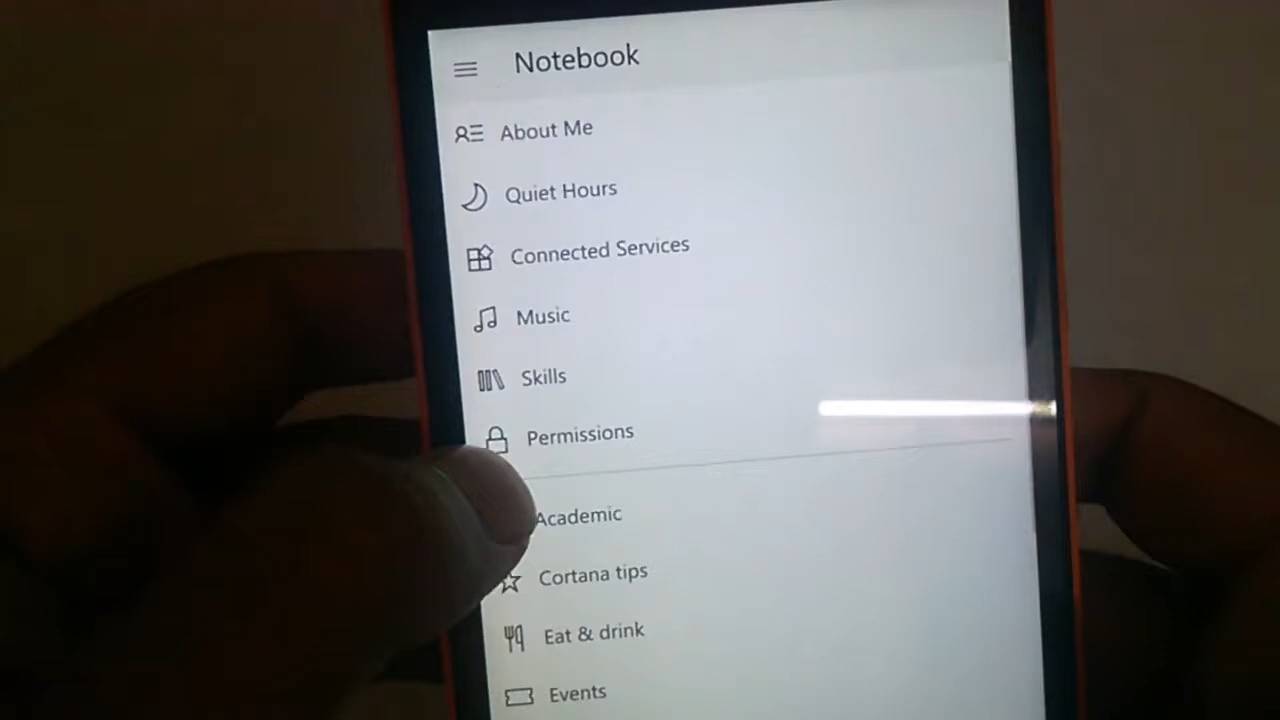 Notebook
About Me
Quiet Hours
Connected Services
Music
Skills
Permissions
Academic
Cortana tips
Eat & drink
Events